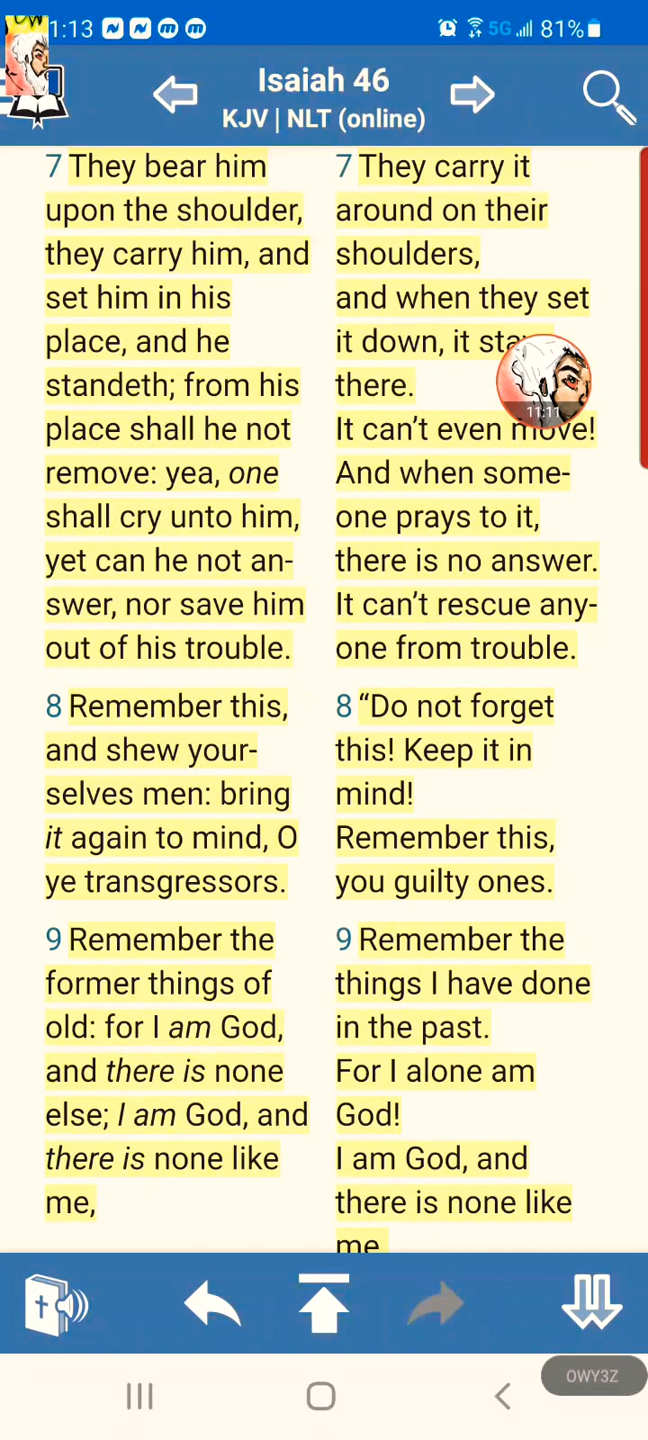 1:13
5G
81%
Isaiah 46
KJV | NLT (online)
7 They bear him
upon the shoulder,
they carry him, and
set him in his
place, and he
standeth; from his
place shall he not
remove: yea, one
shall cry unto him,
yet can he not an-
swer, nor save him
out of his trouble.
8 Remember this,
and shew your-
selves men: bring
it again to mind, O
ye transgressors.
9 Remember the
former things of
old: for I am God,
and there is none
else; I am God, and
there is none like
me,
7 They carry it
around on their
shoulders,
and when they set
it down, it
there.
11:11
It can’t even move!
And when some-
one prays to it,
there is no answer.
It can’t rescue any-
one from trouble.
8 “Do not forget
this! Keep it in
mind!
Remember this,
you guilty ones.
9 Remember the
things I have done
in the past.
For I alone am
God!
I am God, and
there is none like
me
OWY3Z